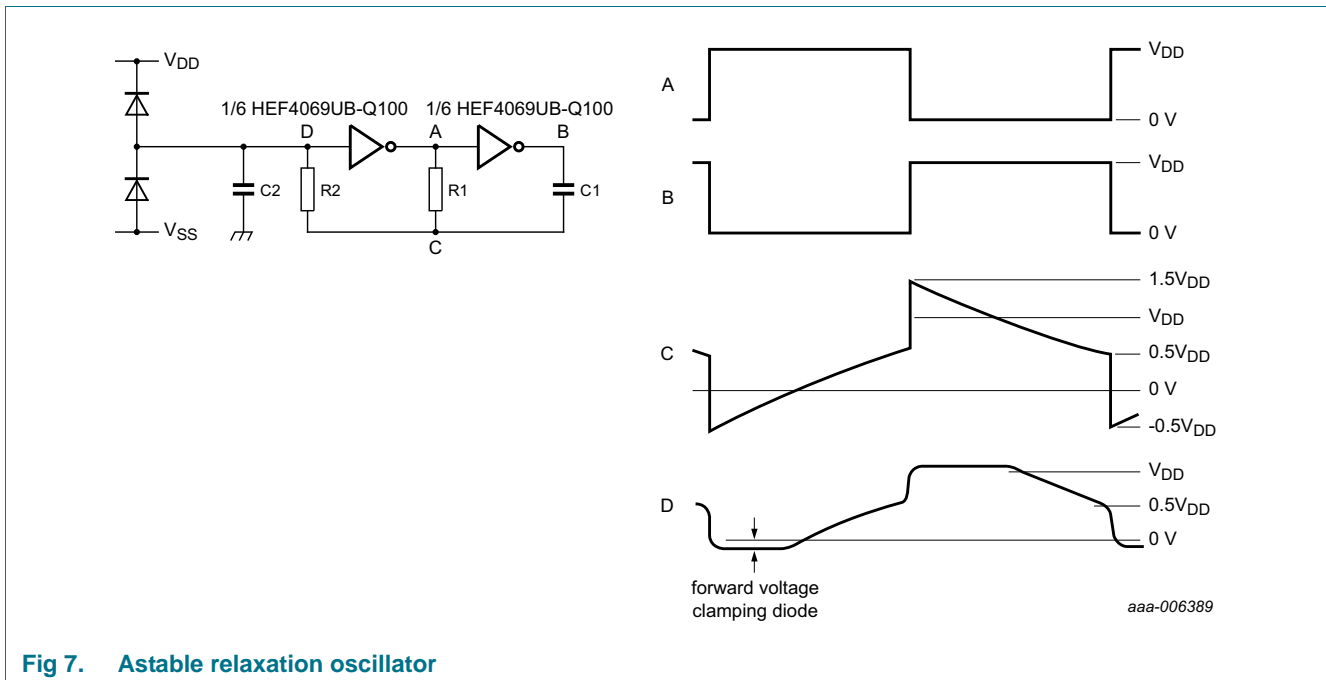 VDD
1/6 HEF4069UB-Q100 1/6 HEF4069UB-Q100
D A B
C2 R2 R1 C1
VSS
C
A
VDD
0 V
B
VDD
0 V
C
1.5VDD
VDD
0.5VDD
0 V
-0.5VDD
D
VDD
0.5VDD
0 V
forward voltage
clamping diode
aaa-006389
Fig 7. Astable relaxation oscillator